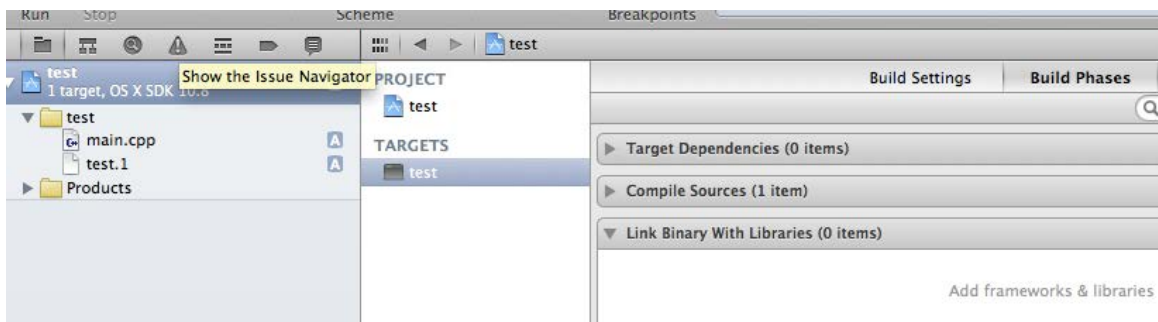 Run Stop Scheme Breakpoints
test
test
1 target, OS X SDK 10.8
Show the Issue Navigator
test
main.cpp A
test.1 A
Products
PROJECT
test
TARGETS
test
Build Settings Build Phases
Target Dependencies (0 items)
Compile Sources (1 item)
Link Binary With Libraries (0 items)
Add frameworks & libraries